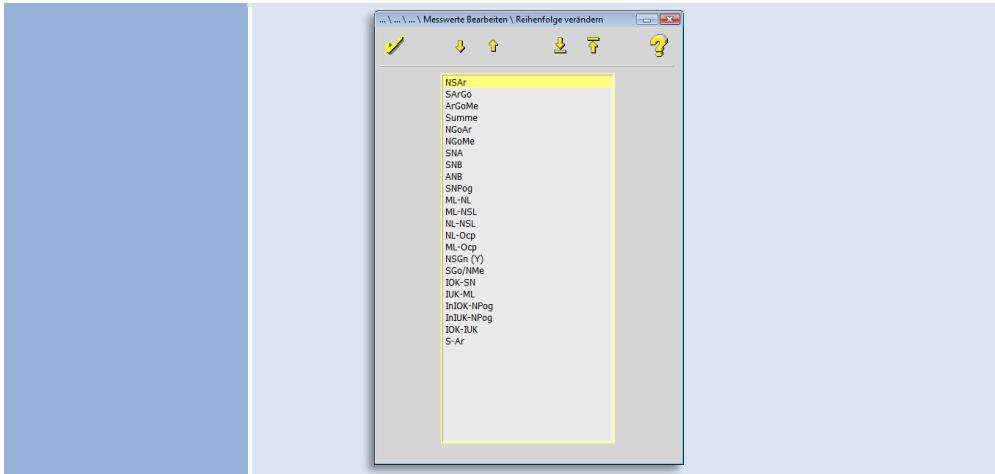 ... \ ... \ ... \ Messwerte Bearbeiten \ Reihenfolge verändern
NSAr
SArGo
ArGoMe
Summe
NGoAr
NGoMe
SNA
SNB
ANB
SNPog
ML-NL
ML-NSL
NL-NSL
NL-Ocp
ML-Ocp
NSGn (Y)
SGo/NMe
IOK-SN
IUK-ML
InIOK-NPog
InIUK-NPog
IOK-IUK
S-Ar